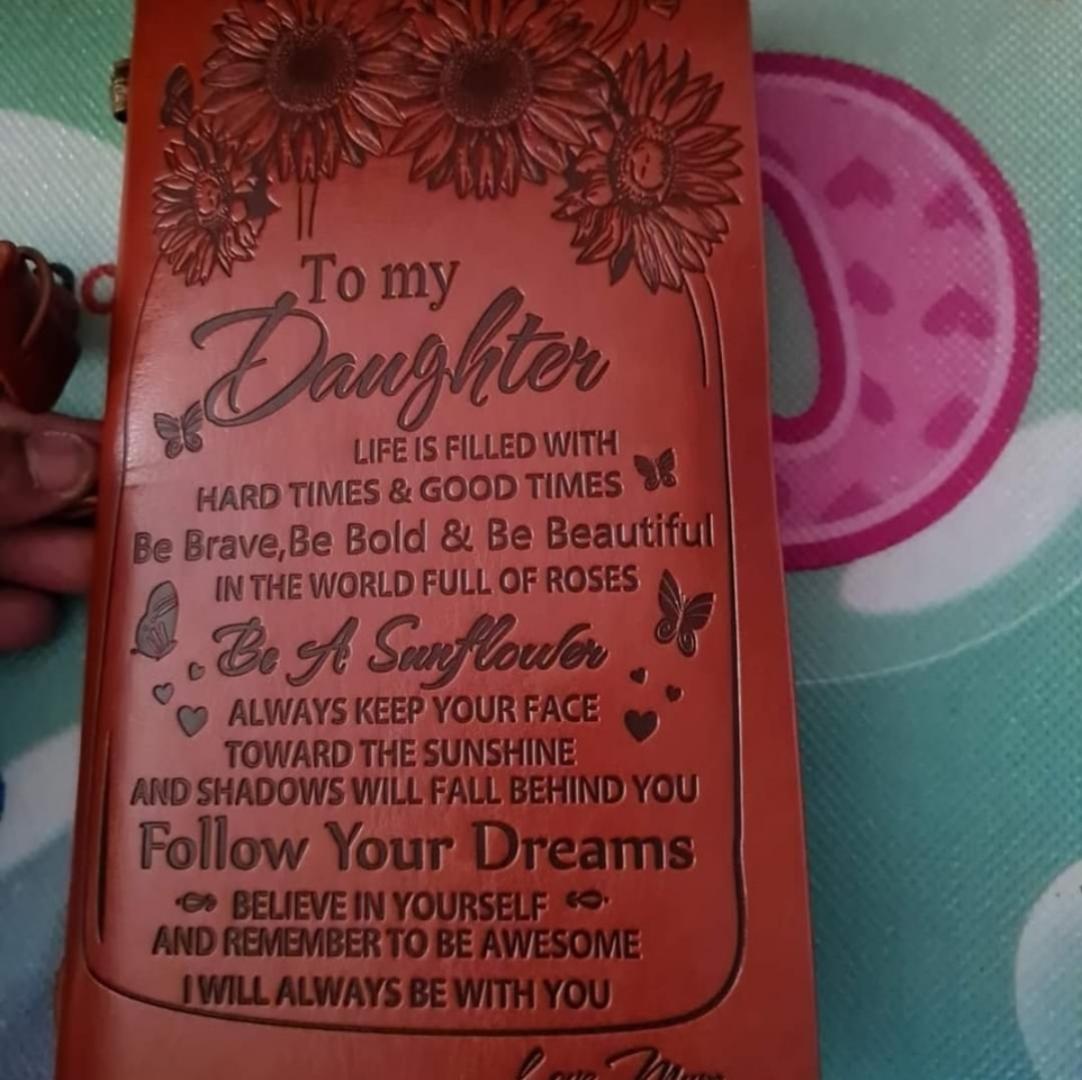 To my
Daughter
LIFE IS FILLED WITH
HARD TIMES & GOOD TIMES
Be Brave,Be Bold & Be Beautiful
IN THE WORLD FULL OF ROSES
Be A Sunflower
ALWAYS KEEP YOUR FACE
TOWARD THE SUNSHINE
AND SHADOWS WILL FALL BEHIND YOU
Follow Your Dreams
BELIEVE IN YOURSELF
AND REMEMBER TO BE AWESOME
I WILL ALWAYS BE WITH YOU
Love